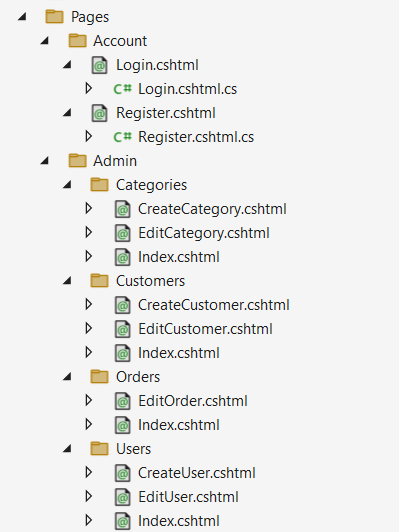 Pages
Account
Login.cshtml
C# Login.cshtml.cs
Register.cshtml
C# Register.cshtml.cs
Admin
Categories
CreateCategory.cshtml
EditCategory.cshtml
Index.cshtml
Customers
CreateCustomer.cshtml
EditCustomer.cshtml
Index.cshtml
Orders
EditOrder.cshtml
Index.cshtml
Users
CreateUser.cshtml
EditUser.cshtml
Index.cshtml